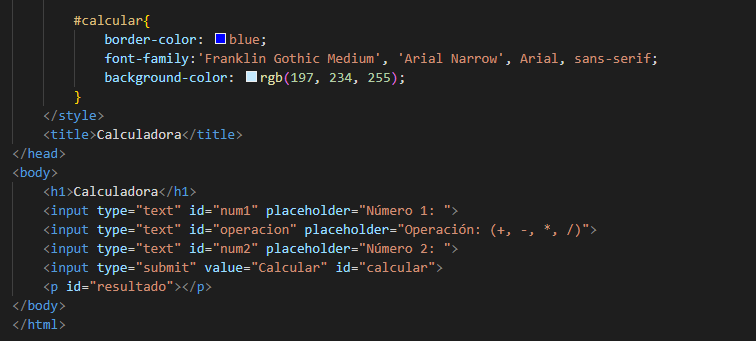 #calcular{
border-color: blue;
font-family:'Franklin Gothic Medium', 'Arial Narrow', Arial, sans-serif;
background-color: rgb(197, 234, 255);
}
</style>
<title>Calculadora</title>
</head>
<body>
<h1>Calculadora</h1>
<input type="text" id="num1" placeholder="Número 1: ">
<input type="text" id="operacion" placeholder="Operación: (+, -, *, /)">
<input type="text" id="num2" placeholder="Número 2: ">
<input type="submit" value="Calcular" id="calcular">
<p id="resultado"></p>
</body>
</html>